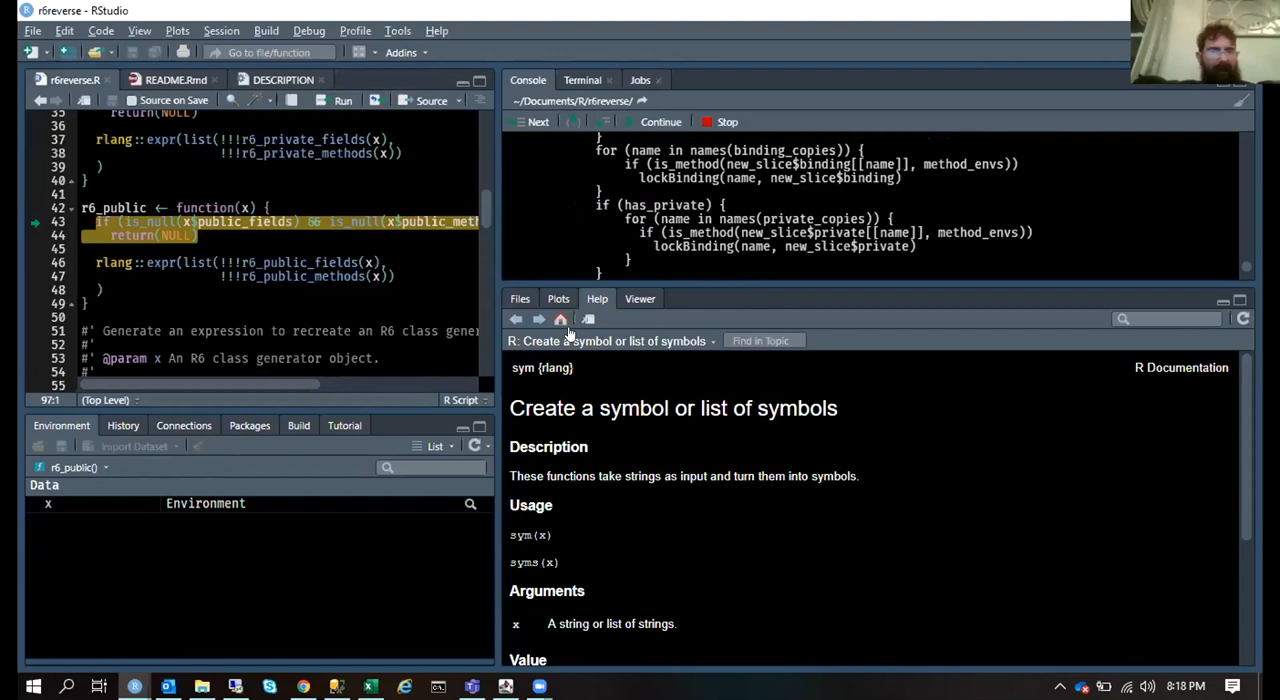 r6reverse - RStudio
File Edit Code View Plots Session Build Debug Profile Tools Help
Go to file/function Addins
r6reverse.R README.Rmd DESCRIPTION
Source on Save Run Source
35 return(NULL)
36
37 rlang::expr(list(!!!r6_private_fields(x),
38 !!!r6_private_methods(x))
39 )
40 }
41
42 r6_public ← function(x) {
43 if (is_null(x$public_fields) && is_null(x$public_meth
44 return(NULL)
45
46 rlang::expr(list(!!!r6_public_fields(x),
47 !!!r6_public_methods(x))
48 )
49 }
50
51 #' Generate an expression to recreate an R6 class gener
52 #'
53 #' @param x An R6 class generator object.
54 #'
55
97:1 (Top Level) R Script
Environment History Connections Packages Build Tutorial
Import Dataset List
r6_public()
Data
x Environment
Console Terminal Jobs
~/Documents/R/r6reverse/
Next Continue Stop
}
for (name in names(binding_copies)) {
if (is_method(new_slice$binding[[name]], method_envs))
lockBinding(name, new_slice$binding)
}
if (has_private) {
for (name in names(private_copies)) {
if (is_method(new_slice$private[[name]], method_envs))
lockBinding(name, new_slice$private)
}
}
Files Plots Help Viewer
R: Create a symbol or list of symbols Find in Topic
sym {rlang} R Documentation
Create a symbol or list of symbols
Description
These functions take strings as input and turn them into symbols.
Usage
sym(x)
syms(x)
Arguments
x A string or list of strings.
Value
8:18 PM